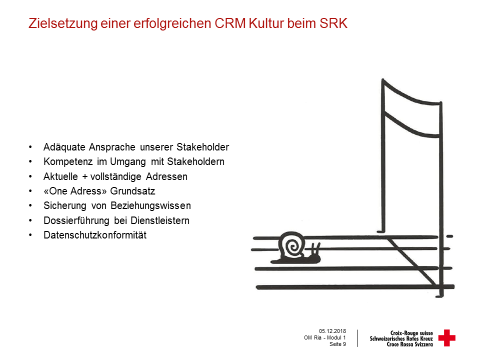 Zielsetzung einer erfolgreichen CRM Kultur beim SRK
• Adäquate Ansprache unserer Stakeholder
• Kompetenz im Umgang mit Stakeholdern
• Aktuelle + vollständige Adressen
• «One Adress» Grundsatz
• Sicherung von Beziehungswissen
• Dossierführung bei Dienstleistern
• Datenschutzkonformität
05.12.2018
OM Ria - Modul 1
Seite 9
Croix-Rouge suisse
Schweizerisches Rotes Kreuz
Croce Rossa Svizzera